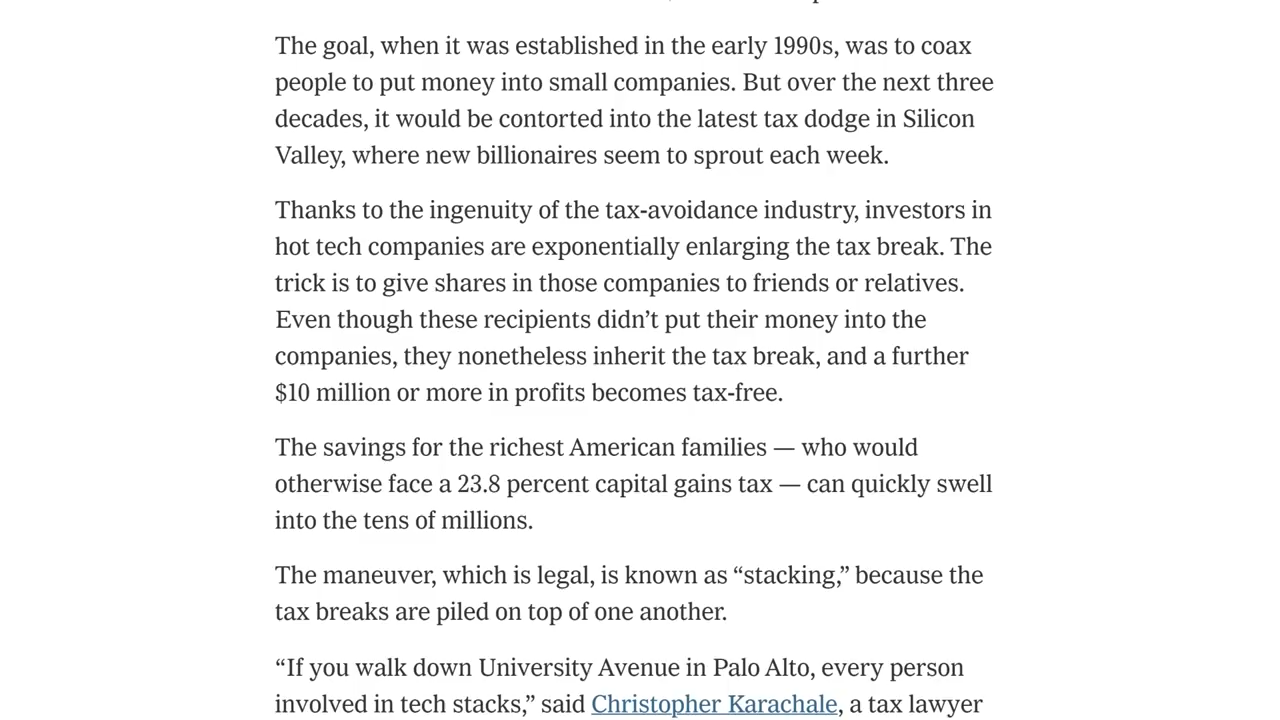 The goal, when it was established in the early 1990s, was to coax
people to put money into small companies. But over the next three
decades, it would be contorted into the latest tax dodge in Silicon
Valley, where new billionaires seem to sprout each week.
Thanks to the ingenuity of the tax-avoidance industry, investors in
hot tech companies are exponentially enlarging the tax break. The
trick is to give shares in those companies to friends or relatives.
Even though these recipients didn’t put their money into the
companies, they nonetheless inherit the tax break, and a further
$10 million or more in profits becomes tax-free.
The savings for the richest American families — who would
otherwise face a 23.8 percent capital gains tax — can quickly swell
into the tens of millions.
The maneuver, which is legal, is known as “stacking,” because the
tax breaks are piled on top of one another.
“If you walk down University Avenue in Palo Alto, every person
involved in tech stacks,” said Christopher Karachale, a tax lawyer